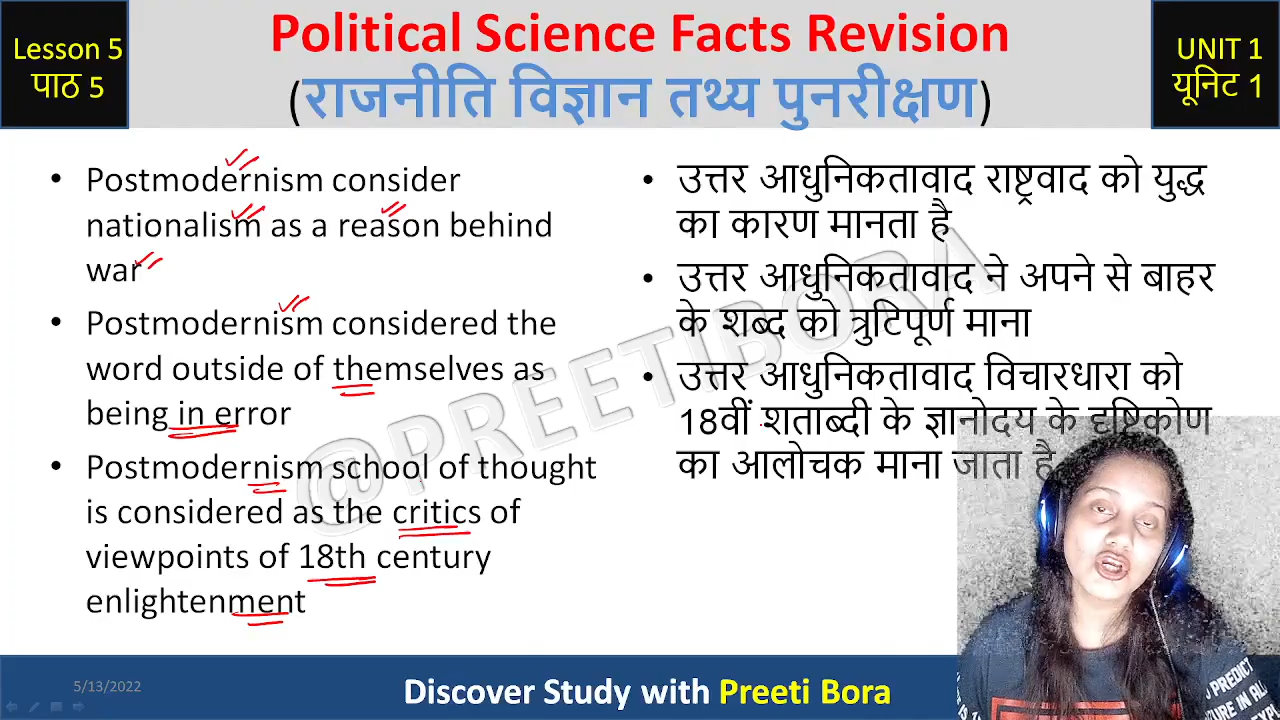 Lesson 5
पाठ 5
Political Science Facts Revision
(राजनीति विज्ञान तथ्य पुनरीक्षण)
UNIT 1
यूनिट 1
• Postmodernism consider
nationalism as a reason behind
war
• Postmodernism considered the
word outside of themselves as
being in error
• Postmodernism school of thought
is considered as the critics of
viewpoints of 18th century
enlightenment
• उत्तर आधुनिकतावाद राष्ट्रवाद को युद्ध
का कारण मानता है
• उत्तर आधुनिकतावाद ने अपने से बाहर
के शब्द को त्रुटिपूर्ण माना
• उत्तर आधुनिकतावाद विचारधारा को
18वीं शताब्दी के ज्ञानोदय के दृष्टिकोण
का आलोचक माना जाता है
@PREETIBORA
5/13/2022
Discover Study with Preeti Bora
PREDICT